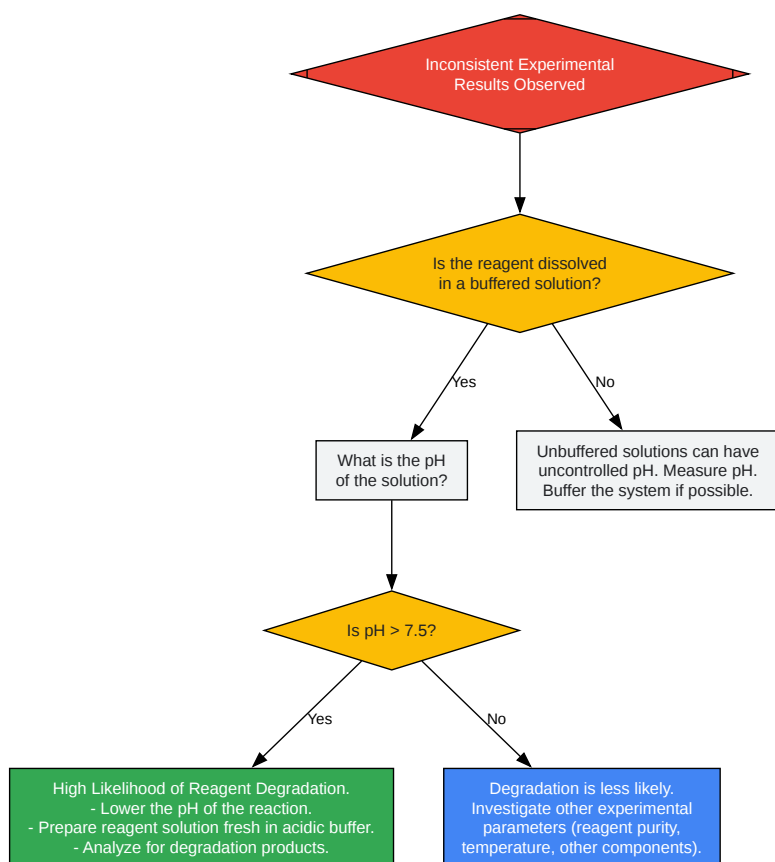 Inconsistent Experimental
Results Observed
Is the reagent dissolved
in a buffered solution?
Yes
No
What is the pH
of the solution?
Unbuffered solutions can have
uncontrolled pH. Measure pH.
Buffer the system if possible.
Is pH > 7.5?
Yes
No
High Likelihood of Reagent Degradation.
- Lower the pH of the reaction.
- Prepare reagent solution fresh in acidic buffer.
- Analyze for degradation products.
Degradation is less likely.
Investigate other experimental
parameters (reagent purity,
temperature, other components).